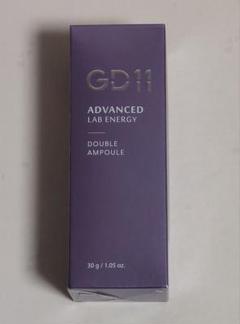 GD11
ADVANCED
LAB ENERGY
DOUBLE
AMPOULE
30 g / 1.05 oz.